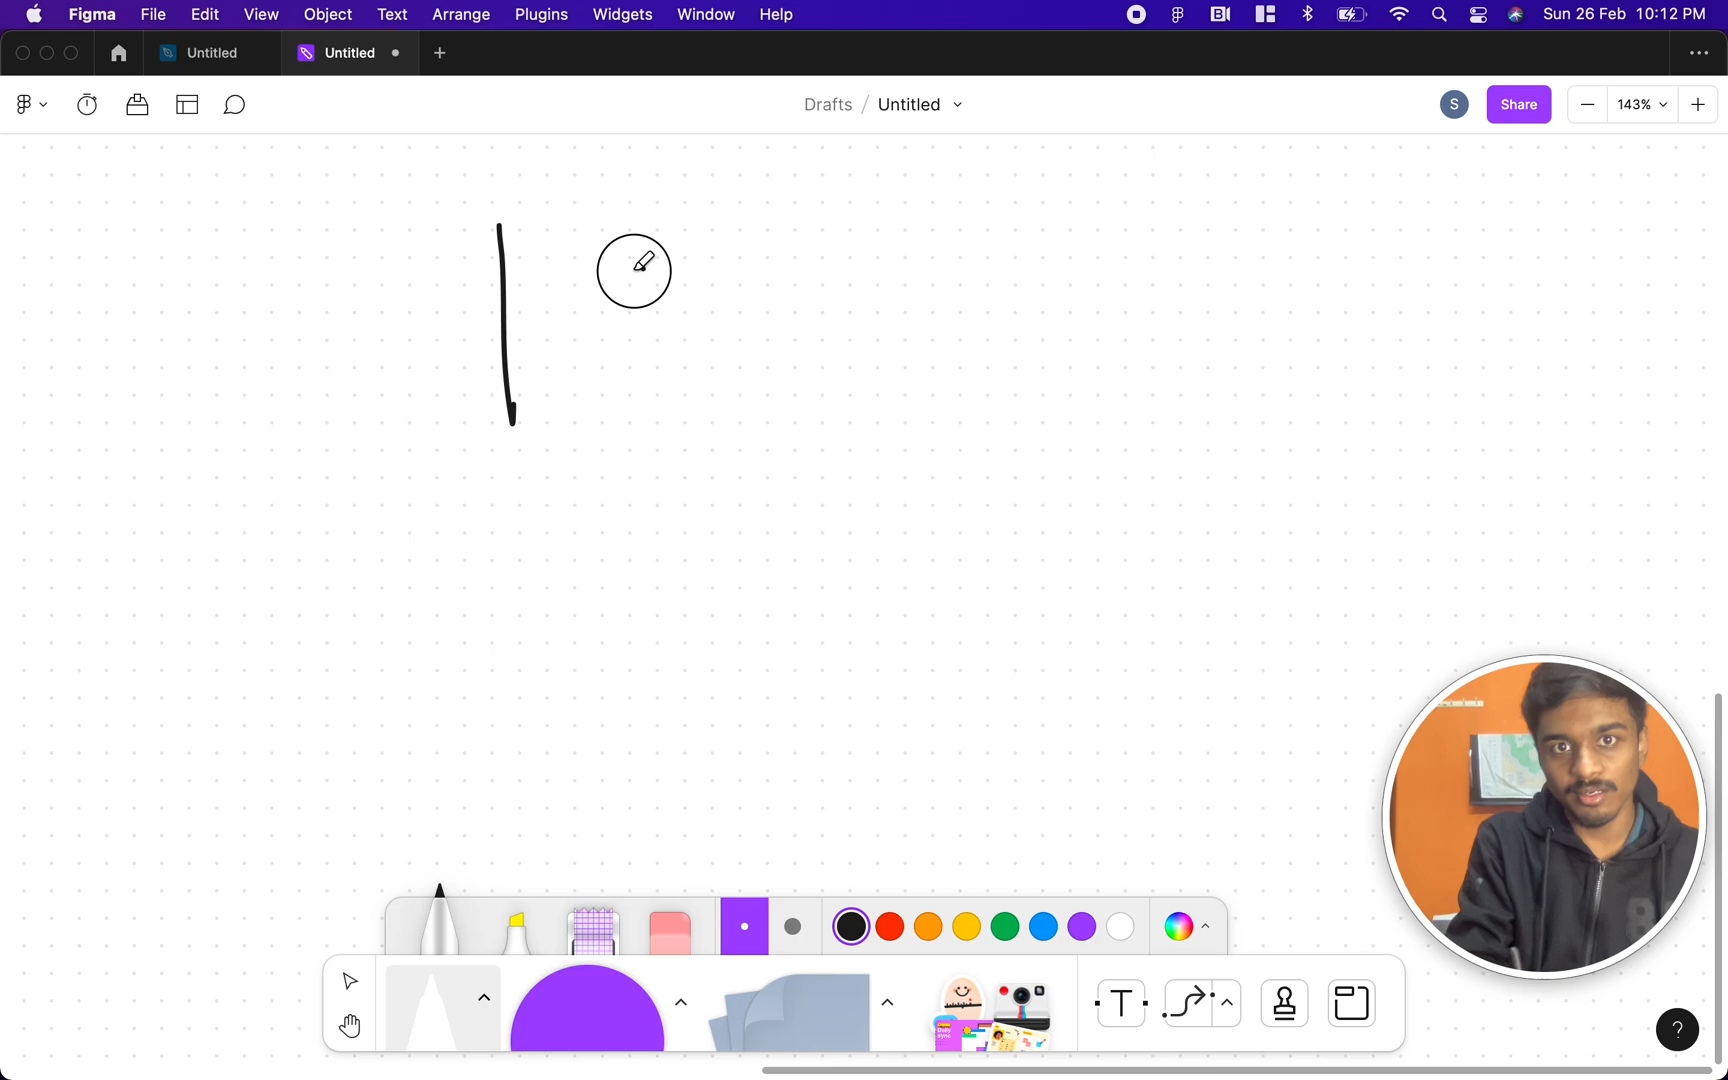 Figma File Edit View Object Text Arrange Plugins Widgets Window Help Sun 26 Feb 10:12 PM
Untitled Untitled
Drafts / Untitled S Share 143%
T
?